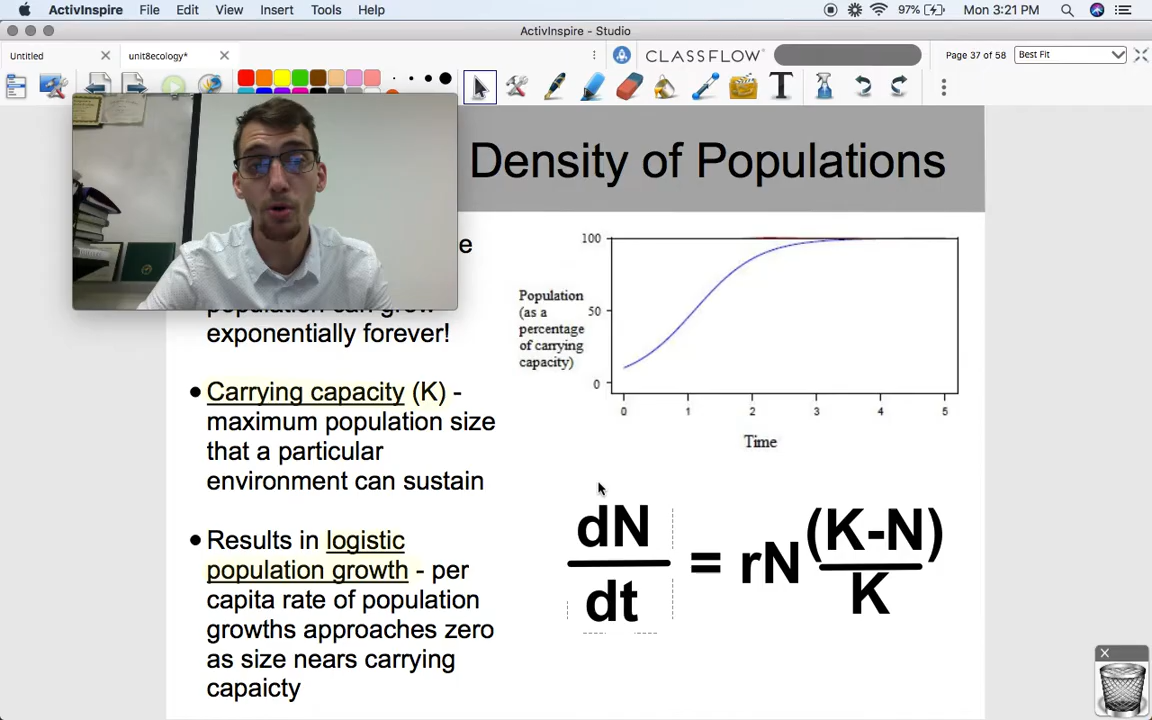 ActivInspire File Edit View Insert Tools Help 97% Mon 3:21 PM
ActivInspire - Studio
Untitled unit8ecology* CLASSFLOW Page 37 of 58 Best Fit
Density of Populations
e
exponentially forever!
Carrying capacity (K) -
maximum population size
that a particular
environment can sustain
Results in logistic
population growth - per
capita rate of population
growths approaches zero
as size nears carrying
capaicty
100
50
0
Population
(as a
percentage
of carrying
capacity)
0 1 2 3 4 5
Time
dN
dt
= rN
(K-N)
K